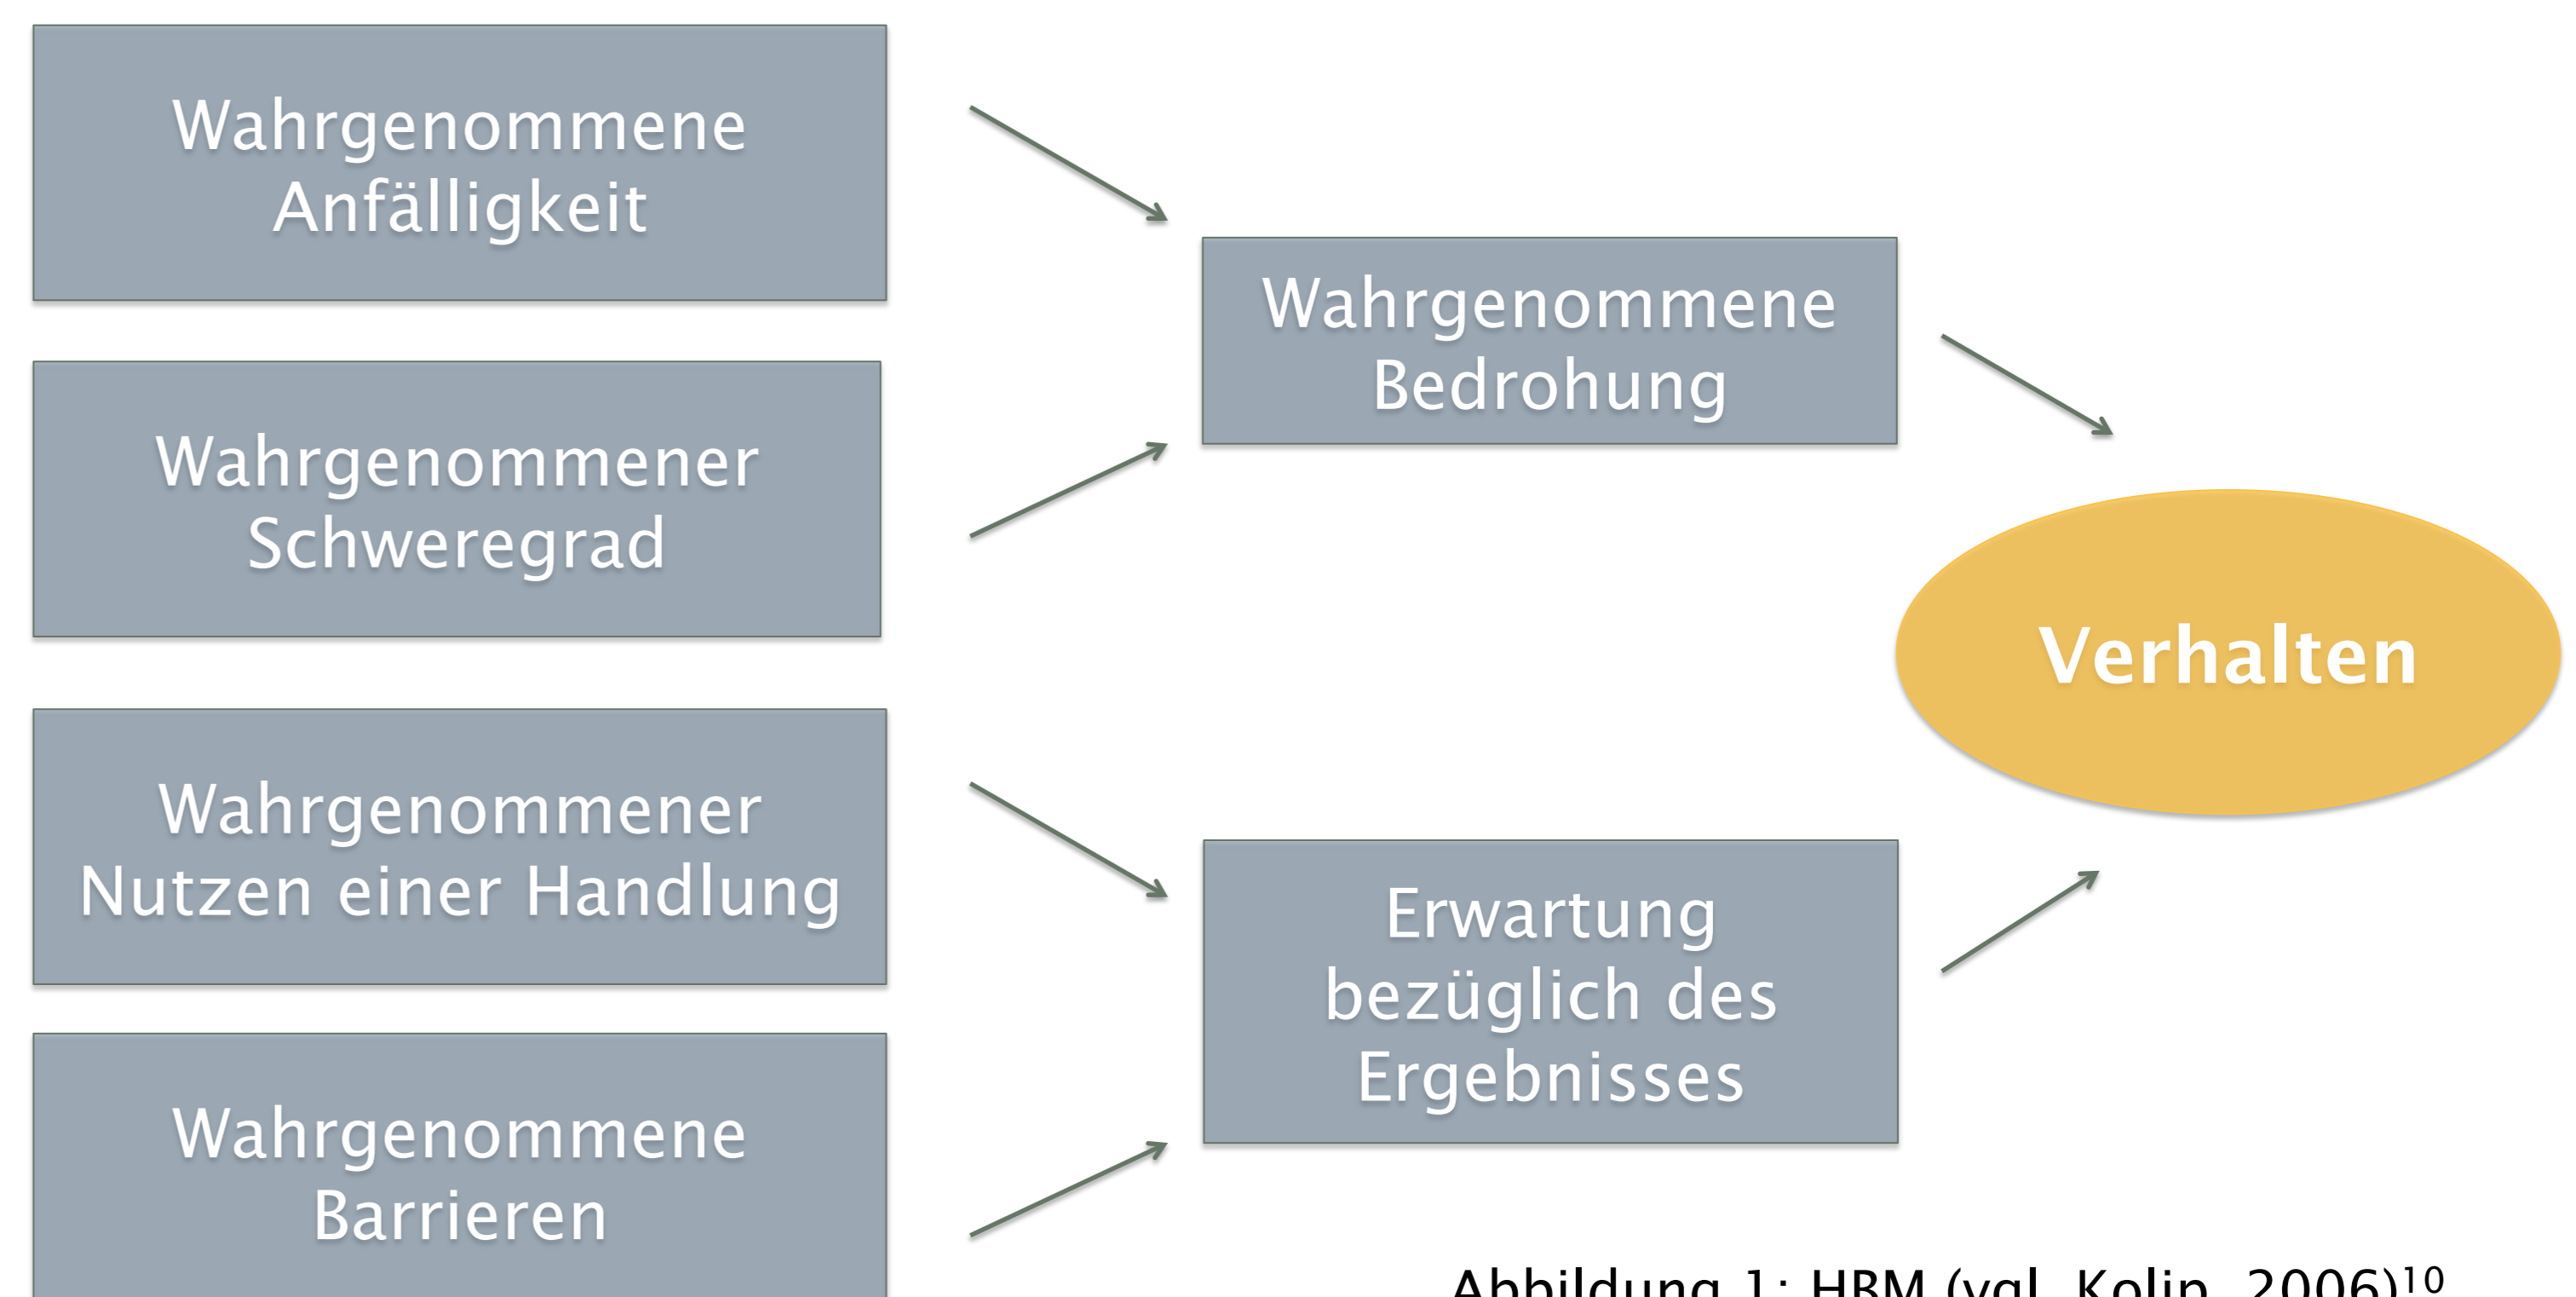 Wahrgenommene
Anfälligkeit
Wahrgenommener
Schweregrad
Wahrgenommener
Nutzen einer Handlung
Wahrgenommene
Barrieren
Wahrgenommene
Bedrohung
Erwartung
bezüglich des
Ergebnisses
Verhalten
Abbildung 1: HBM (vgl. Kolip, 2006)¹⁰